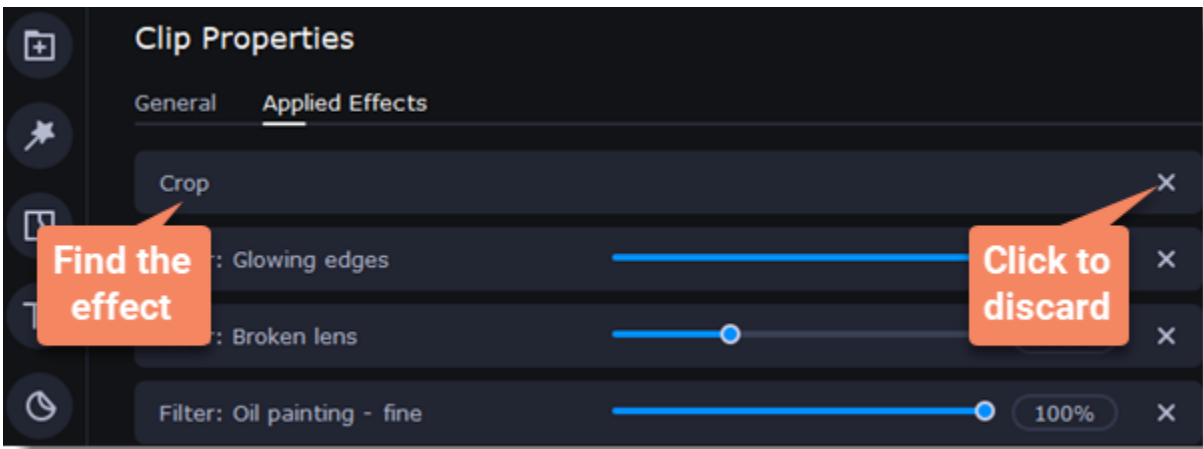 Clip Properties
General Applied Effects
Crop
Find the
effect
Click to
discard
: Glowing edges
: Broken lens
Filter: Oil painting - fine 100%